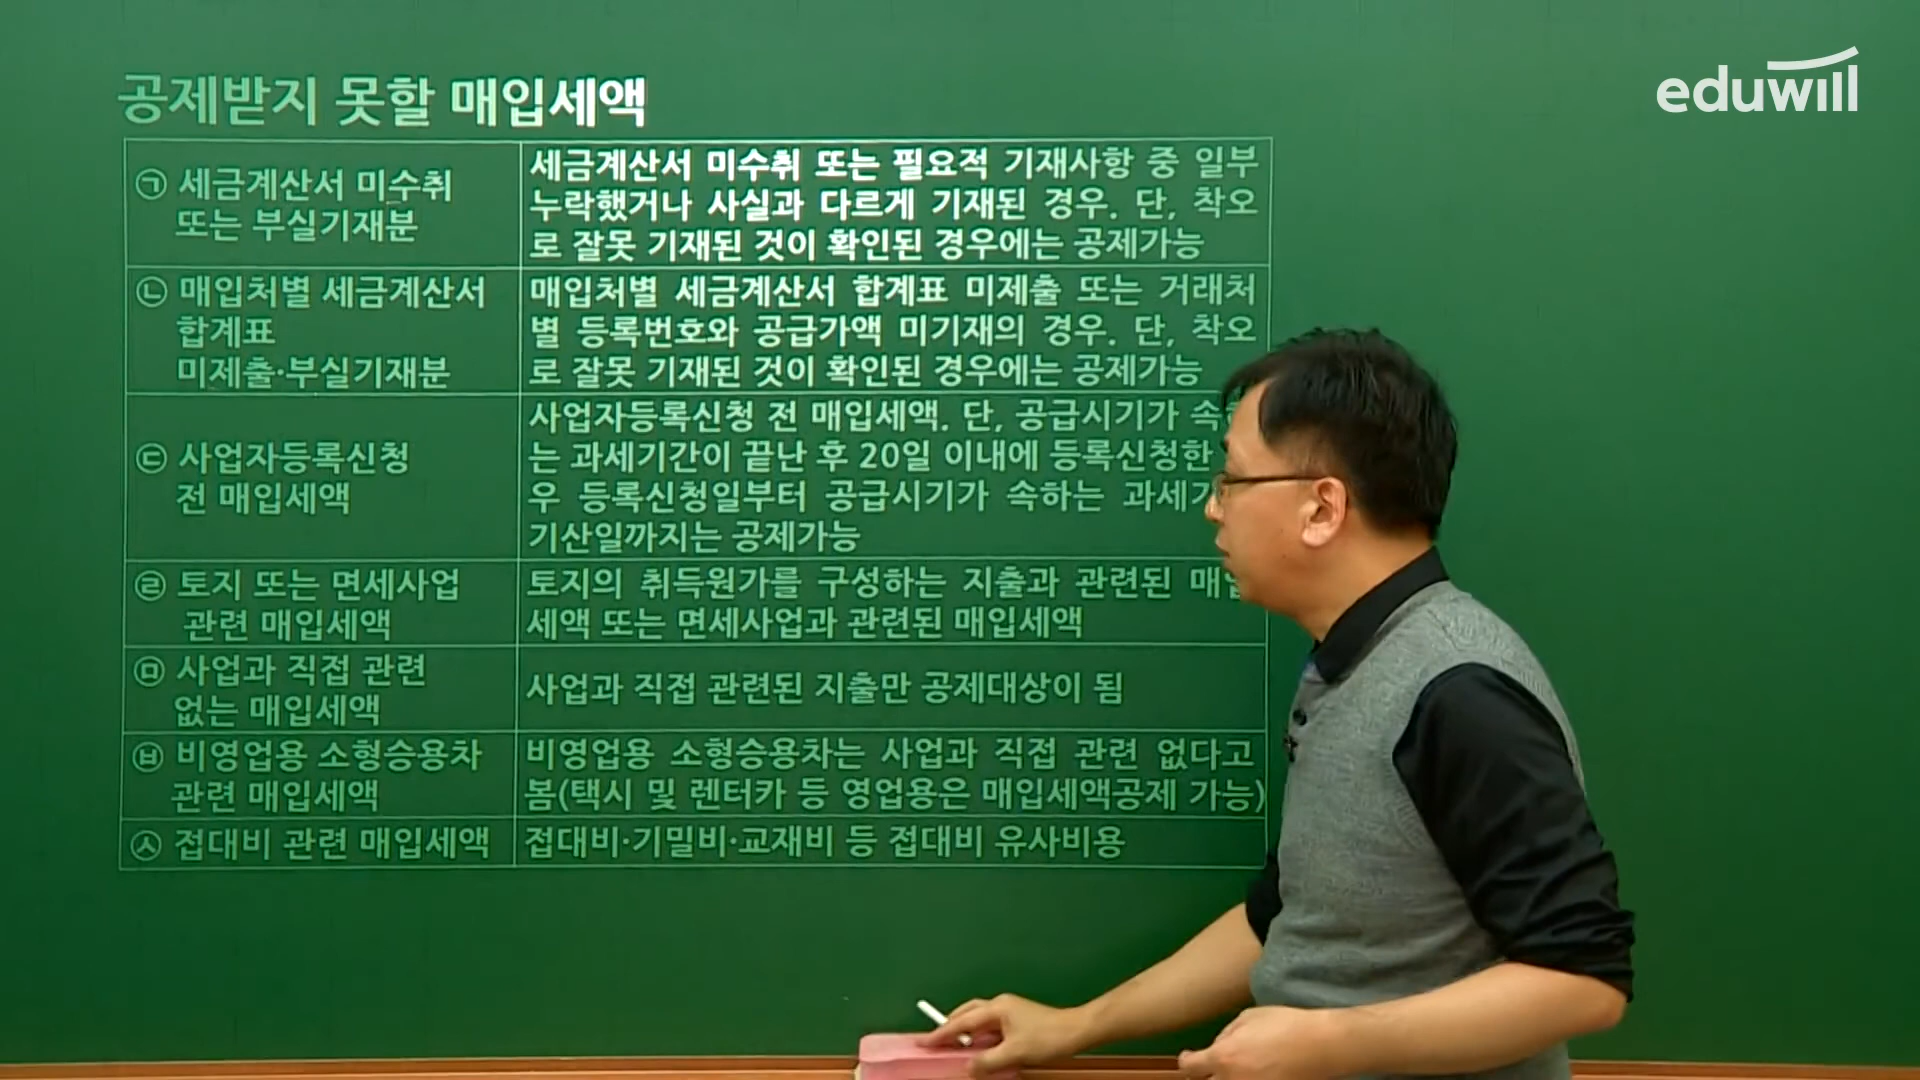 eduwill
공제받지 못할 매입세액
㉠ 세금계산서 미수취
또는 부실기재분
세금계산서 미수취 또는 필요적 기재사항 중 일부
누락했거나 사실과 다르게 기재된 경우. 단, 착오
로 잘못 기재된 것이 확인된 경우에는 공제가능
㉡ 매입처별 세금계산서
합계표
미제출·부실기재분
매입처별 세금계산서 합계표 미제출 또는 거래처
별 등록번호와 공급가액 미기재의 경우. 단, 착오
로 잘못 기재된 것이 확인된 경우에는 공제가능
㉢ 사업자등록신청
전 매입세액
사업자등록신청 전 매입세액. 단, 공급시기가
는 과세기간이 끝난 후 20일 이내에 등록신청한
우 등록신청일부터 공급시기가 속하는
기산일까지는 공제가능
㉣ 토지 또는 면세사업
관련 매입세액
토지의 취득원가를 구성하는 지출과 관련된
세액 또는 면세사업과 관련된 매입세액
㉤ 사업과 직접 관련
없는 매입세액
사업과 직접 관련된 지출만 공제대상이 됨
㉥ 비영업용 소형승용차
관련 매입세액
비영업용 소형승용차는 사업과 직접 관련 없다고
봄(택시 및 렌터카 등 영업용은 매입세액공제 가능)
㉦ 접대비 관련 매입세액
접대비·기밀비·교재비 등 접대비 유사비용